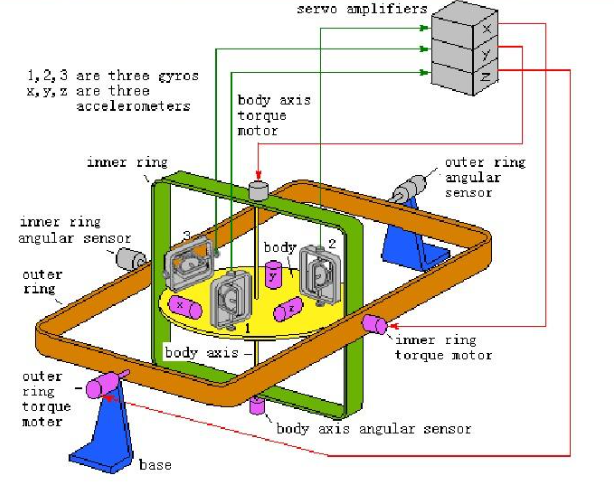 servo amplifiers
X
Y
Z
1,2,3 are three gyros
x,y,z are three
accelerometers
body axis
torque
motor
inner ring
outer ring
angular
sensor
inner ring
angular sensor
3
body
2
outer
ring
y
x
z
1
body axis
inner ring
torque motor
outer
ring
torque
moter
body axis angular sensor
base